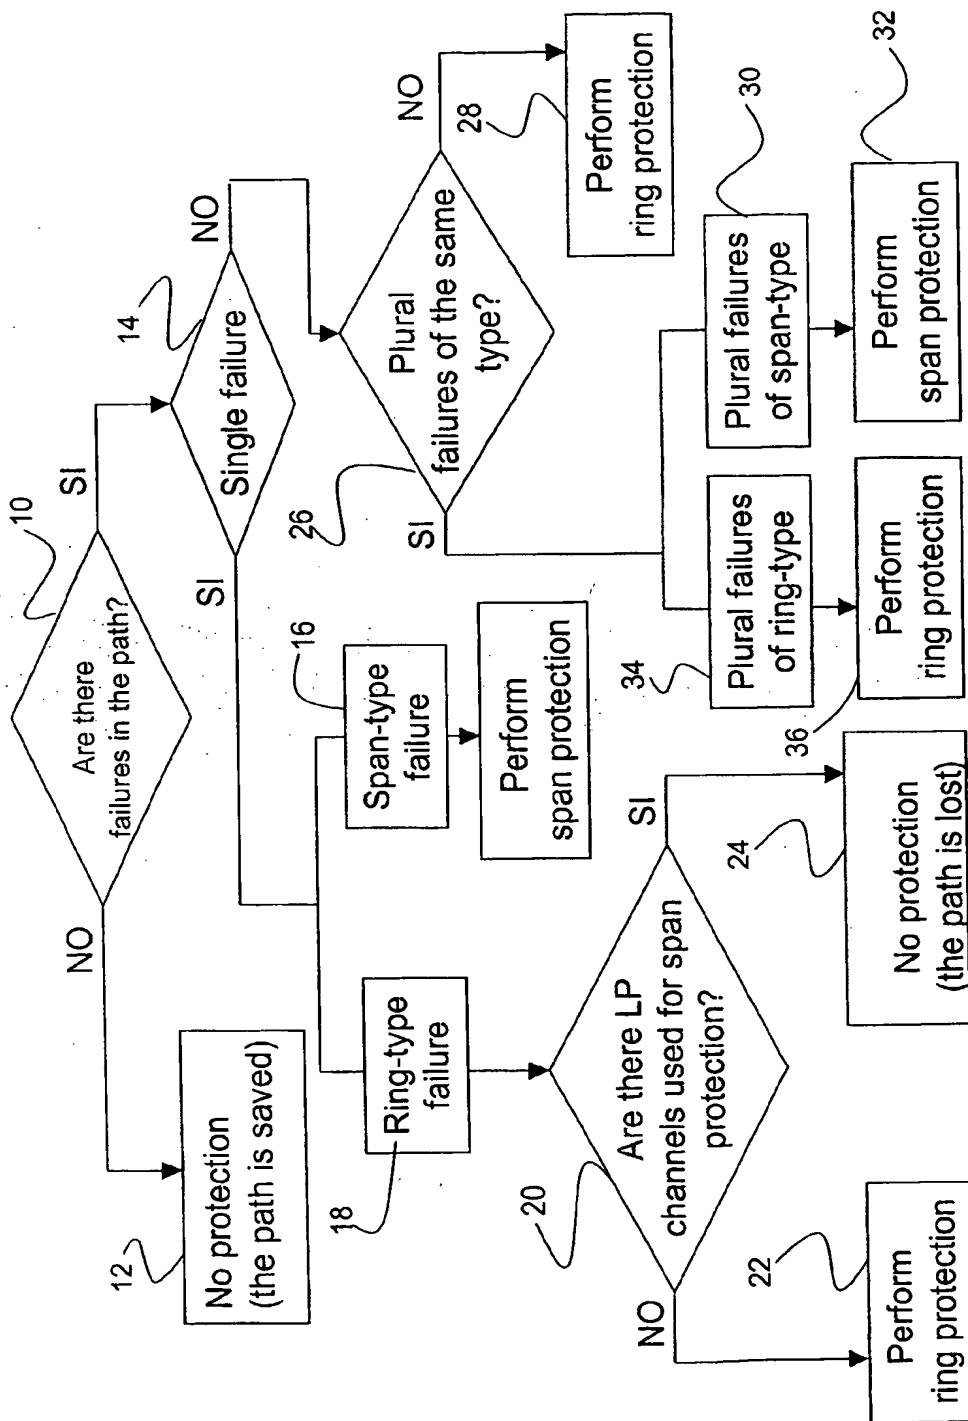 10
Are there
failures in the path?
NO
SI
12
No protection
(the path is saved)
14
Single failure
SI
NO
16
Span-type
failure
Perform
span protection
18
Ring-type
failure
20
Are there LP
channels used for span
protection?
NO
SI
22
Perform
ring protection
24
No protection
(the path is lost)
26
Plural
failures of the same
type?
SI
NO
28
Perform
ring protection
30
Plural failures
of span-type
32
Perform
span protection
34
Plural failures
of ring-type
36
Perform
ring protection